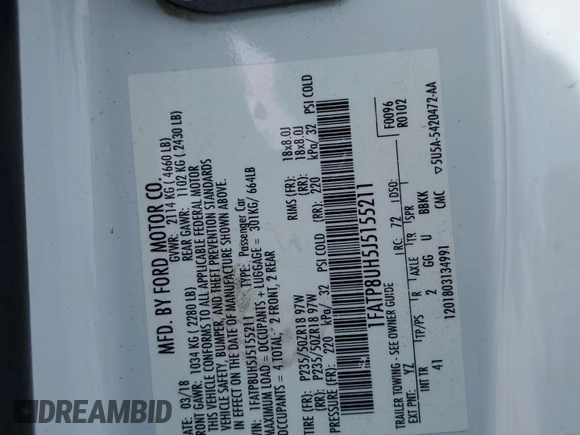 MFD. BY FORD MOTOR CO.
DATE: 03/18 GVWR: 2114 KG ( 4660 LB)
FRONT GAWR: 1034 KG ( 2280 LB) REAR GAWR: 1102 KG ( 2430 LB)
THIS VEHICLE CONFORMS TO ALL APPLICABLE FEDERAL MOTOR
VEHICLE SAFETY, BUMPER, AND THEFT PREVENTION STANDARDS
IN EFFECT ON THE DATE OF MANUFACTURE SHOWN ABOVE.
VIN: 1FATP8UH5J5155211 TYPE: Passenger Car
MAXIMUM LOAD = OCCUPANTS + LUGGAGE = 301KG/ 664LB
OCCUPANTS = 4 TOTAL; 2 FRONT, 2 REAR
TIRE (FR): P235/50ZR18 97W RIMS (FR): 18x8.0J
TIRE (RR): P235/50ZR18 97W (RR): 18x8.0J
PRESSURE (FR): 220 kPa/ 32 PSI COLD (RR): 220 kPa/ 32 PSI COLD
1FATP8UH5J5155211
F0096
R0102
TRAILER TOWING - SEE OWNER GUIDE
EXT PNT: YZ RC: 72 DSO:
INT TR TP/PS R AXLE TR SPR
41 2 GG U BBKK
1201803134991 CMC ▽5U5A-5420472-AA
DREAMBID